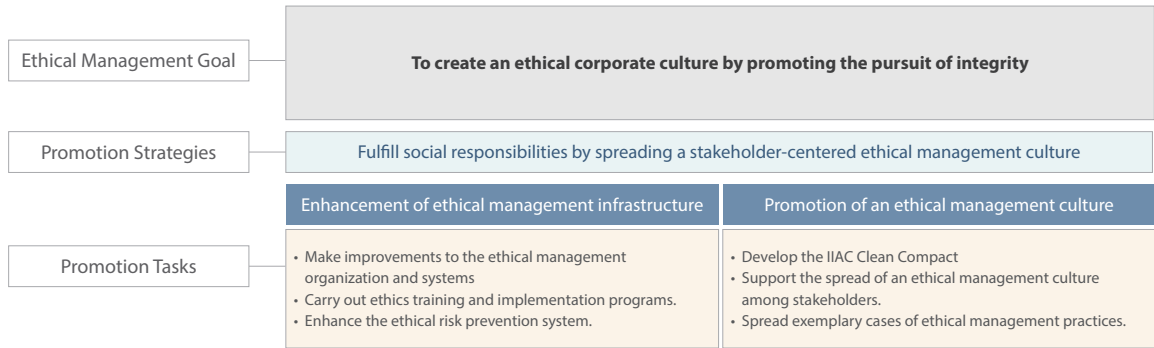 Ethical Management Goal
To create an ethical corporate culture by promoting the pursuit of integrity
Promotion Strategies
Fulfill social responsibilities by spreading a stakeholder-centered ethical management culture
Enhancement of ethical management infrastructure
Promotion of an ethical management culture
Promotion Tasks
• Make improvements to the ethical management
organization and systems
• Carry out ethics training and implementation programs.
• Enhance the ethical risk prevention system.
• Develop the IIAC Clean Compact
• Support the spread of an ethical management culture
among stakeholders.
• Spread exemplary cases of ethical management practices.